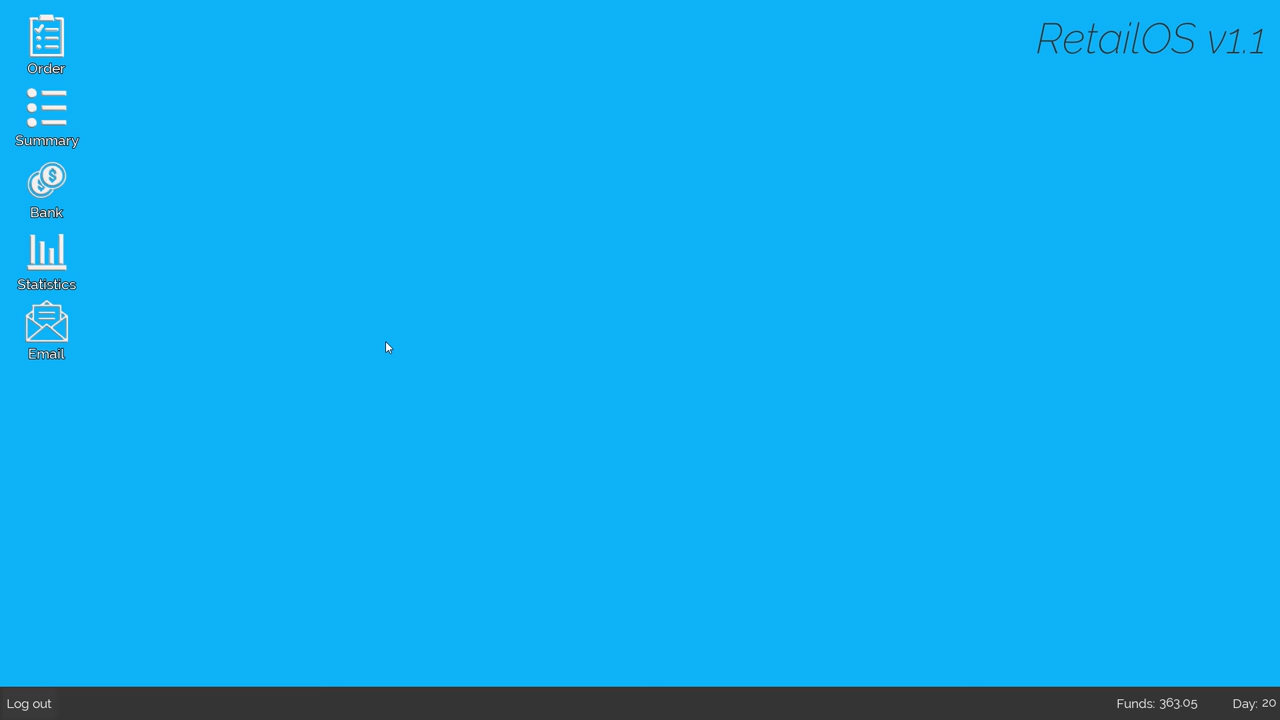 RetailOS v1.1
Order
Summary
Bank
Statistics
Email
Log out
Funds: 363.05
Day: 20